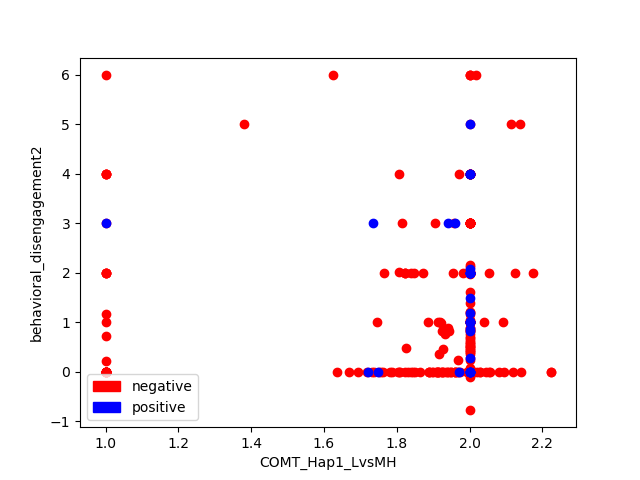 behavioral_disengagement2
6
5
4
3
2
1
0
−1
negative
positive
1.0 1.2 1.4 1.6 1.8 2.0 2.2
COMT_Hap1_LvsMH